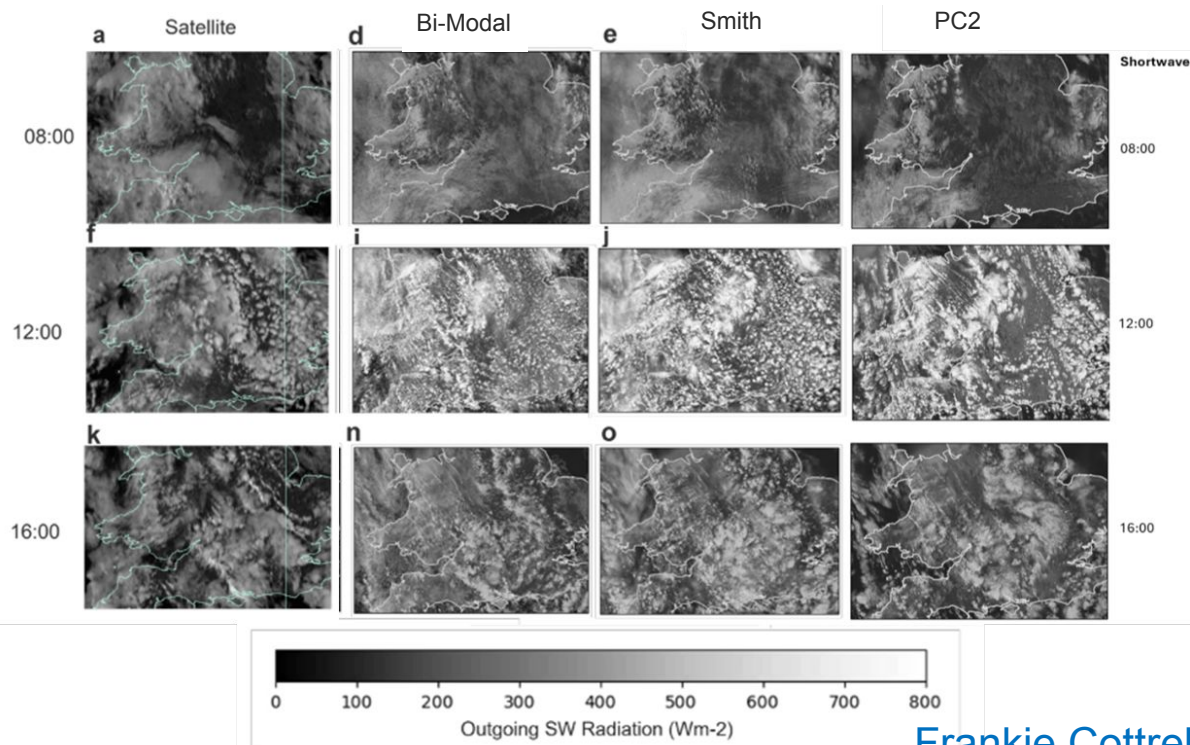 Satellite
Bi-Modal
Smith
PC2
a
d
e
Shortwave
08:00
08:00
f
i
j
12:00
12:00
k
n
o
16:00
16:00
0 100 200 300 400 500 600 700 800
Outgoing SW Radiation (Wm-2)
Frankie Cottrel